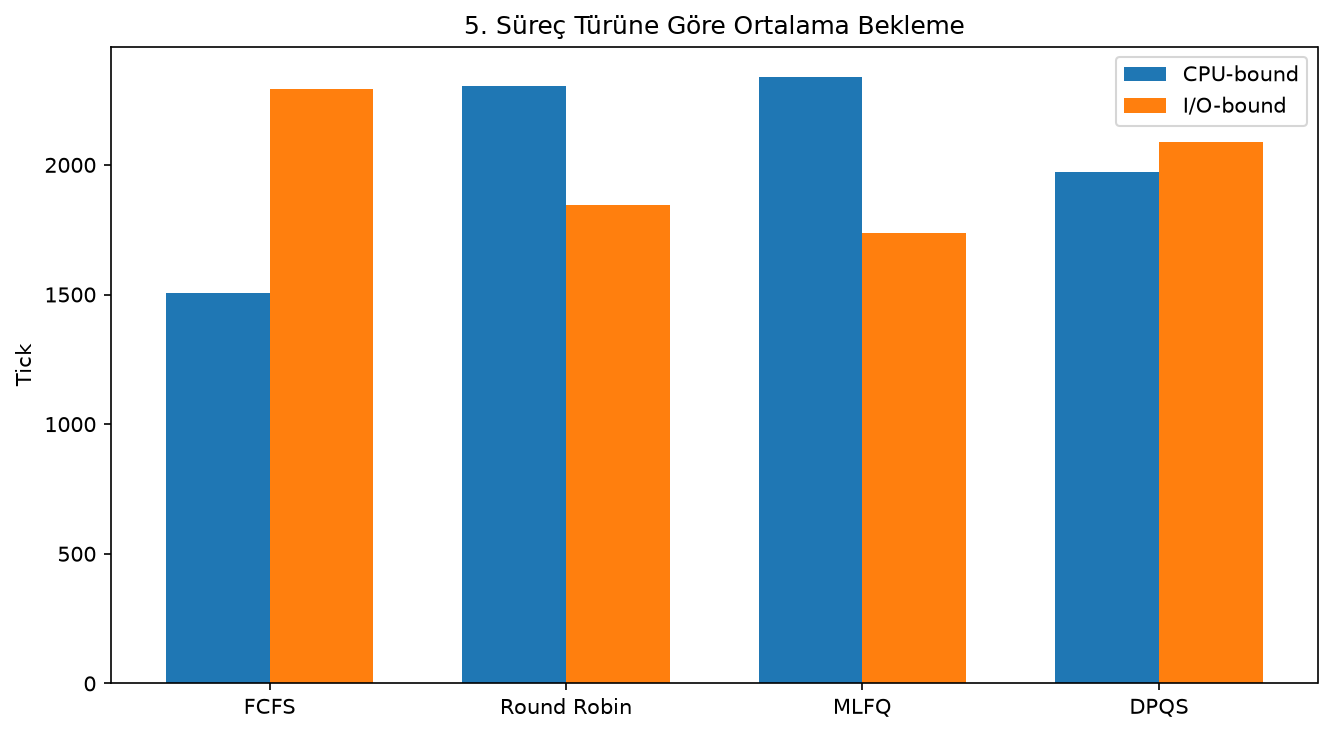 5. Süreç Türüne Göre Ortalama Bekleme
CPU-bound
I/O-bound
2000
1500
1000
500
0
Tick
FCFS
Round Robin
MLFQ
DPQS